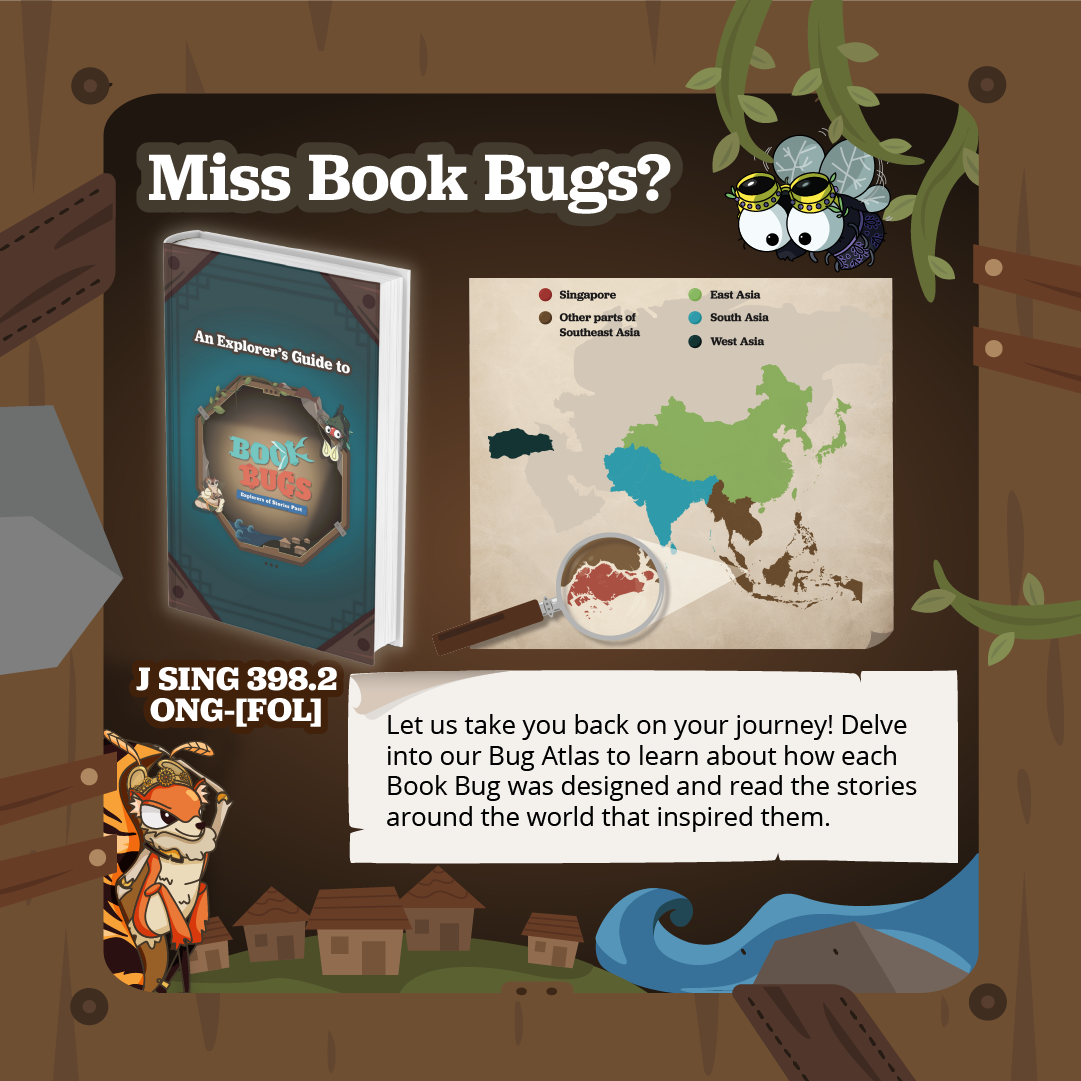 Miss Book Bugs?
An Explorer's Guide to
BOOK
BUGS
Explorers of Stories Past
Singapore
Other parts of
Southeast Asia
East Asia
South Asia
West Asia
J SING 398.2
ONG-[FOL]
Let us take you back on your journey! Delve
into our Bug Atlas to learn about how each
Book Bug was designed and read the stories
around the world that inspired them.